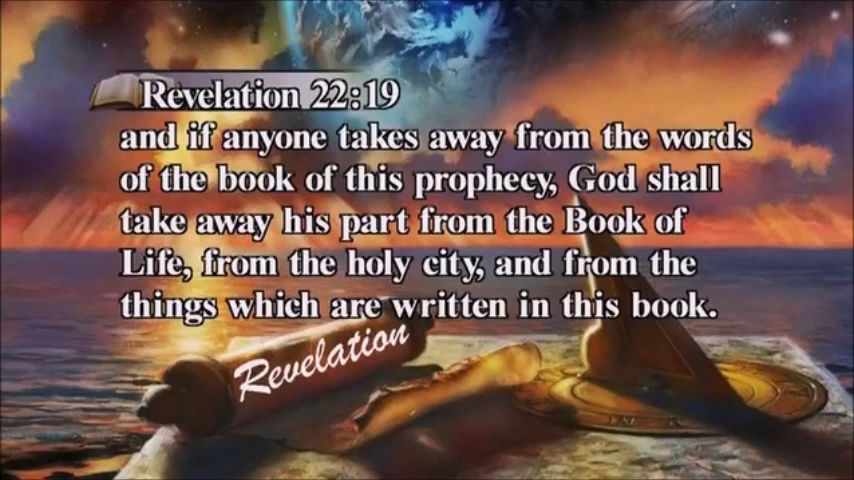 Revelation 22:19
and if anyone takes away from the words
of the book of this prophecy, God shall
take away his part from the Book of
Life, from the holy city, and from the
things which are written in this book.
Revelation